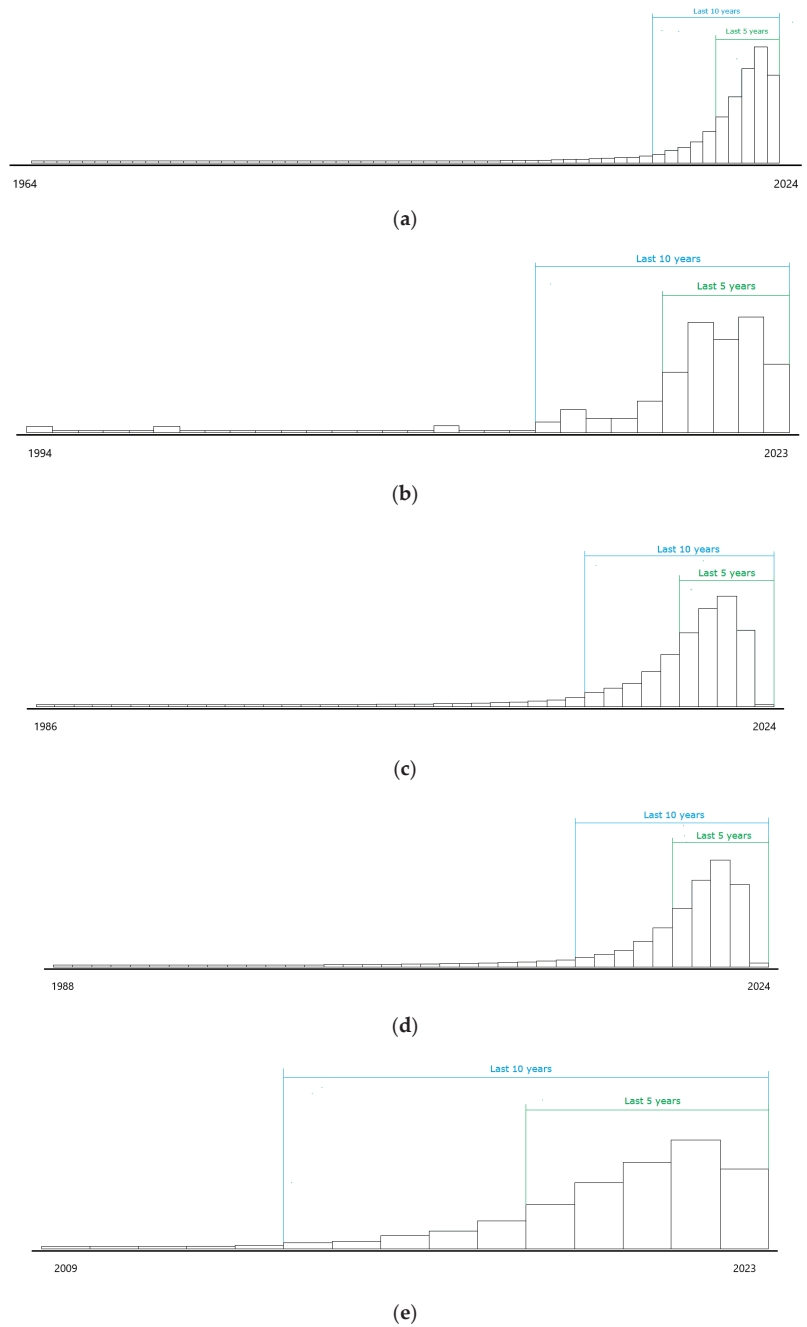 Last 10 years
Last 5 years
1964 2024
(a)
Last 10 years
Last 5 years
1994 2023
(b)
Last 10 years
Last 5 years
1986 2024
(c)
Last 10 years
Last 5 years
1988 2024
(d)
Last 10 years
Last 5 years
2009 2023
(e)